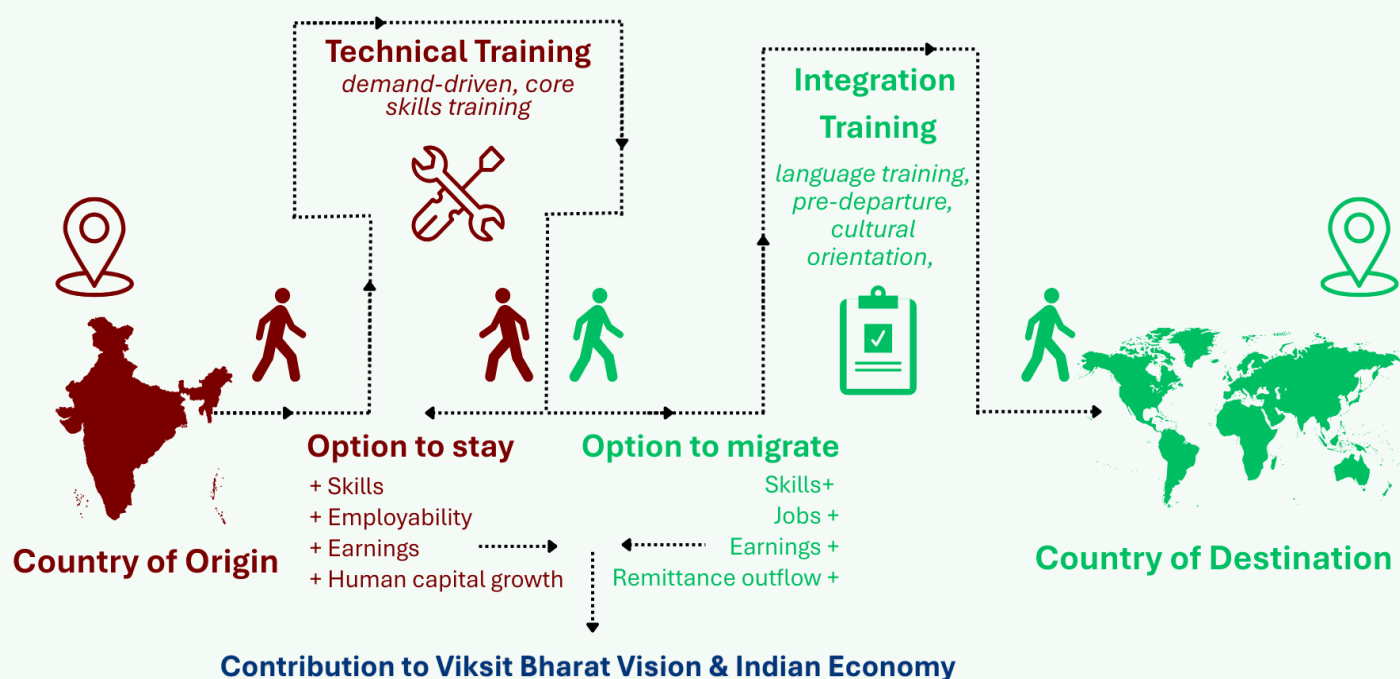 Technical Training
demand-driven, core
skills training
Integration
Training
language training,
pre-departure,
cultural
orientation,
Option to stay
+ Skills
+ Employability
+ Earnings
+ Human capital growth
Option to migrate
Skills+
Jobs +
Earnings +
Remittance outflow +
Country of Origin
Country of Destination
Contribution to Viksit Bharat Vision & Indian Economy